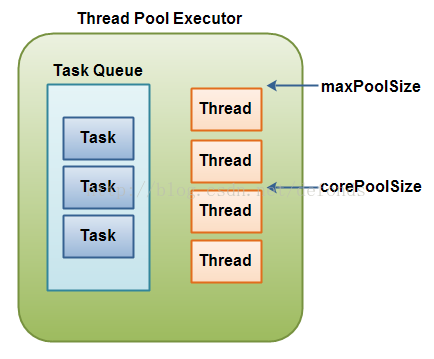 Thread Pool Executor
Task Queue
Task
Task
Task
Thread
Thread
Thread
Thread
maxPoolSize
corePoolSize